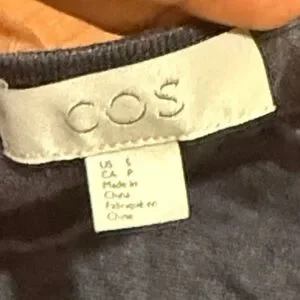 COS
US S
CA P
Made in
China
Fabriqué en
Chine